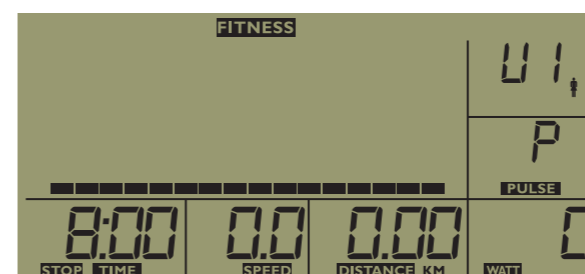 FITNESS
U1
P
PULSE
8:00 0.0 0.00
STOP TIME SPEED DISTANCE KM WATT